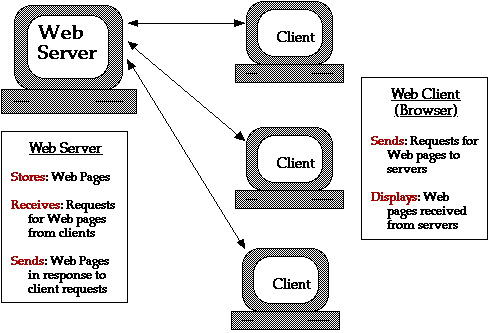 Web
Server
Client
Client
Client
Web Server
Stores: Web Pages
Receives: Requests
for Web pages
from clients
Sends: Web Pages
in response to
client requests
Web Client
(Browser)
Sends: Requests for
Web pages to
servers
Displays: Web
pages received
from servers